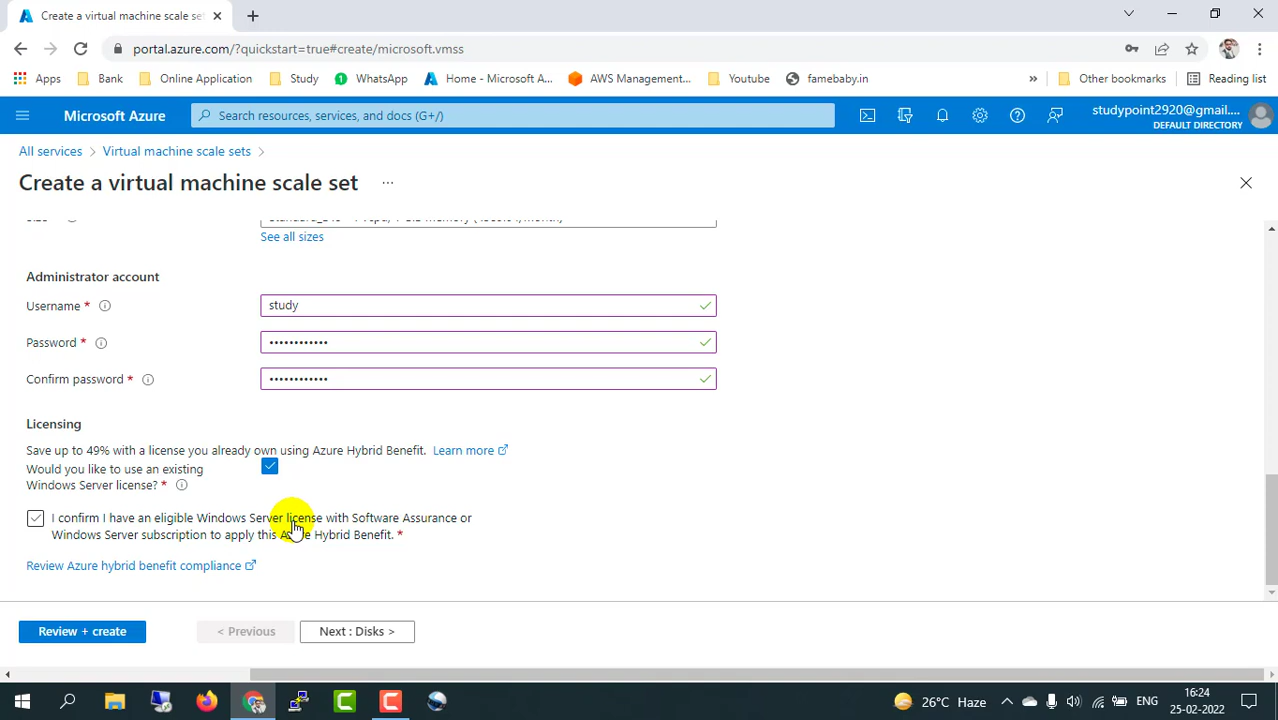 Create a virtual machine scale set
portal.azure.com/?quickstart=true#create/microsoft.vmss
Apps
Bank
Online Application
Study
WhatsApp
Home - Microsoft A...
AWS Management...
Youtube
famebaby.in
»
Other bookmarks
Reading list
Microsoft Azure
Search resources, services, and docs (G+/)
studypoint2920@gmail....
DEFAULT DIRECTORY
All services > Virtual machine scale sets >
Create a virtual machine scale set ...
See all sizes
Administrator account
Username *
study
Password *
••••••••••••
Confirm password *
••••••••••••
Licensing
Save up to 49% with a license you already own using Azure Hybrid Benefit. Learn more
Would you like to use an existing
Windows Server license? *
I confirm I have an eligible Windows Server license with Software Assurance or
Windows Server subscription to apply this Azure Hybrid Benefit. *
Review Azure hybrid benefit compliance
Review + create
< Previous
Next : Disks >
26°C Haze
ENG
16:24
25-02-2022